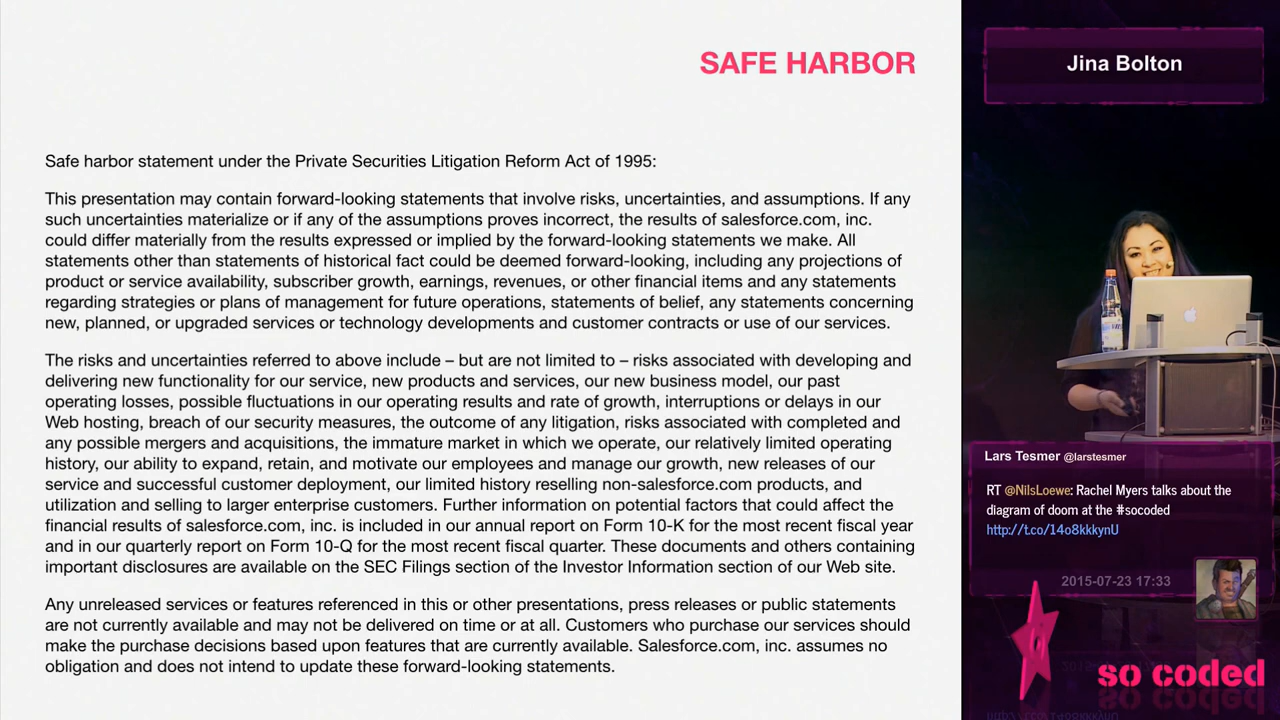 SAFE HARBOR
Safe harbor statement under the Private Securities Litigation Reform Act of 1995:
This presentation may contain forward-looking statements that involve risks, uncertainties, and assumptions. If any
such uncertainties materialize or if any of the assumptions proves incorrect, the results of salesforce.com, inc.
could differ materially from the results expressed or implied by the forward-looking statements we make. All
statements other than statements of historical fact could be deemed forward-looking, including any projections of
product or service availability, subscriber growth, earnings, revenues, or other financial items and any statements
regarding strategies or plans of management for future operations, statements of belief, any statements concerning
new, planned, or upgraded services or technology developments and customer contracts or use of our services.
The risks and uncertainties referred to above include – but are not limited to – risks associated with developing and
delivering new functionality for our service, new products and services, our new business model, our past
operating losses, possible fluctuations in our operating results and rate of growth, interruptions or delays in our
Web hosting, breach of our security measures, the outcome of any litigation, risks associated with completed and
any possible mergers and acquisitions, the immature market in which we operate, our relatively limited operating
history, our ability to expand, retain, and motivate our employees and manage our growth, new releases of our
service and successful customer deployment, our limited history reselling non-salesforce.com products, and
utilization and selling to larger enterprise customers. Further information on potential factors that could affect the
financial results of salesforce.com, inc. is included in our annual report on Form 10-K for the most recent fiscal year
and in our quarterly report on Form 10-Q for the most recent fiscal quarter. These documents and others containing
important disclosures are available on the SEC Filings section of the Investor Information section of our Web site.
Any unreleased services or features referenced in this or other presentations, press releases or public statements
are not currently available and may not be delivered on time or at all. Customers who purchase our services should
make the purchase decisions based upon features that are currently available. Salesforce.com, inc. assumes no
obligation and does not intend to update these forward-looking statements.
Jina Bolton
Lars Tesmer @larstesmer
RT @NilsLoewe: Rachel Myers talks about the
diagram of doom at the #socoded
http://t.co/14o8kkkynU
2015-07-23 17:33
so coded